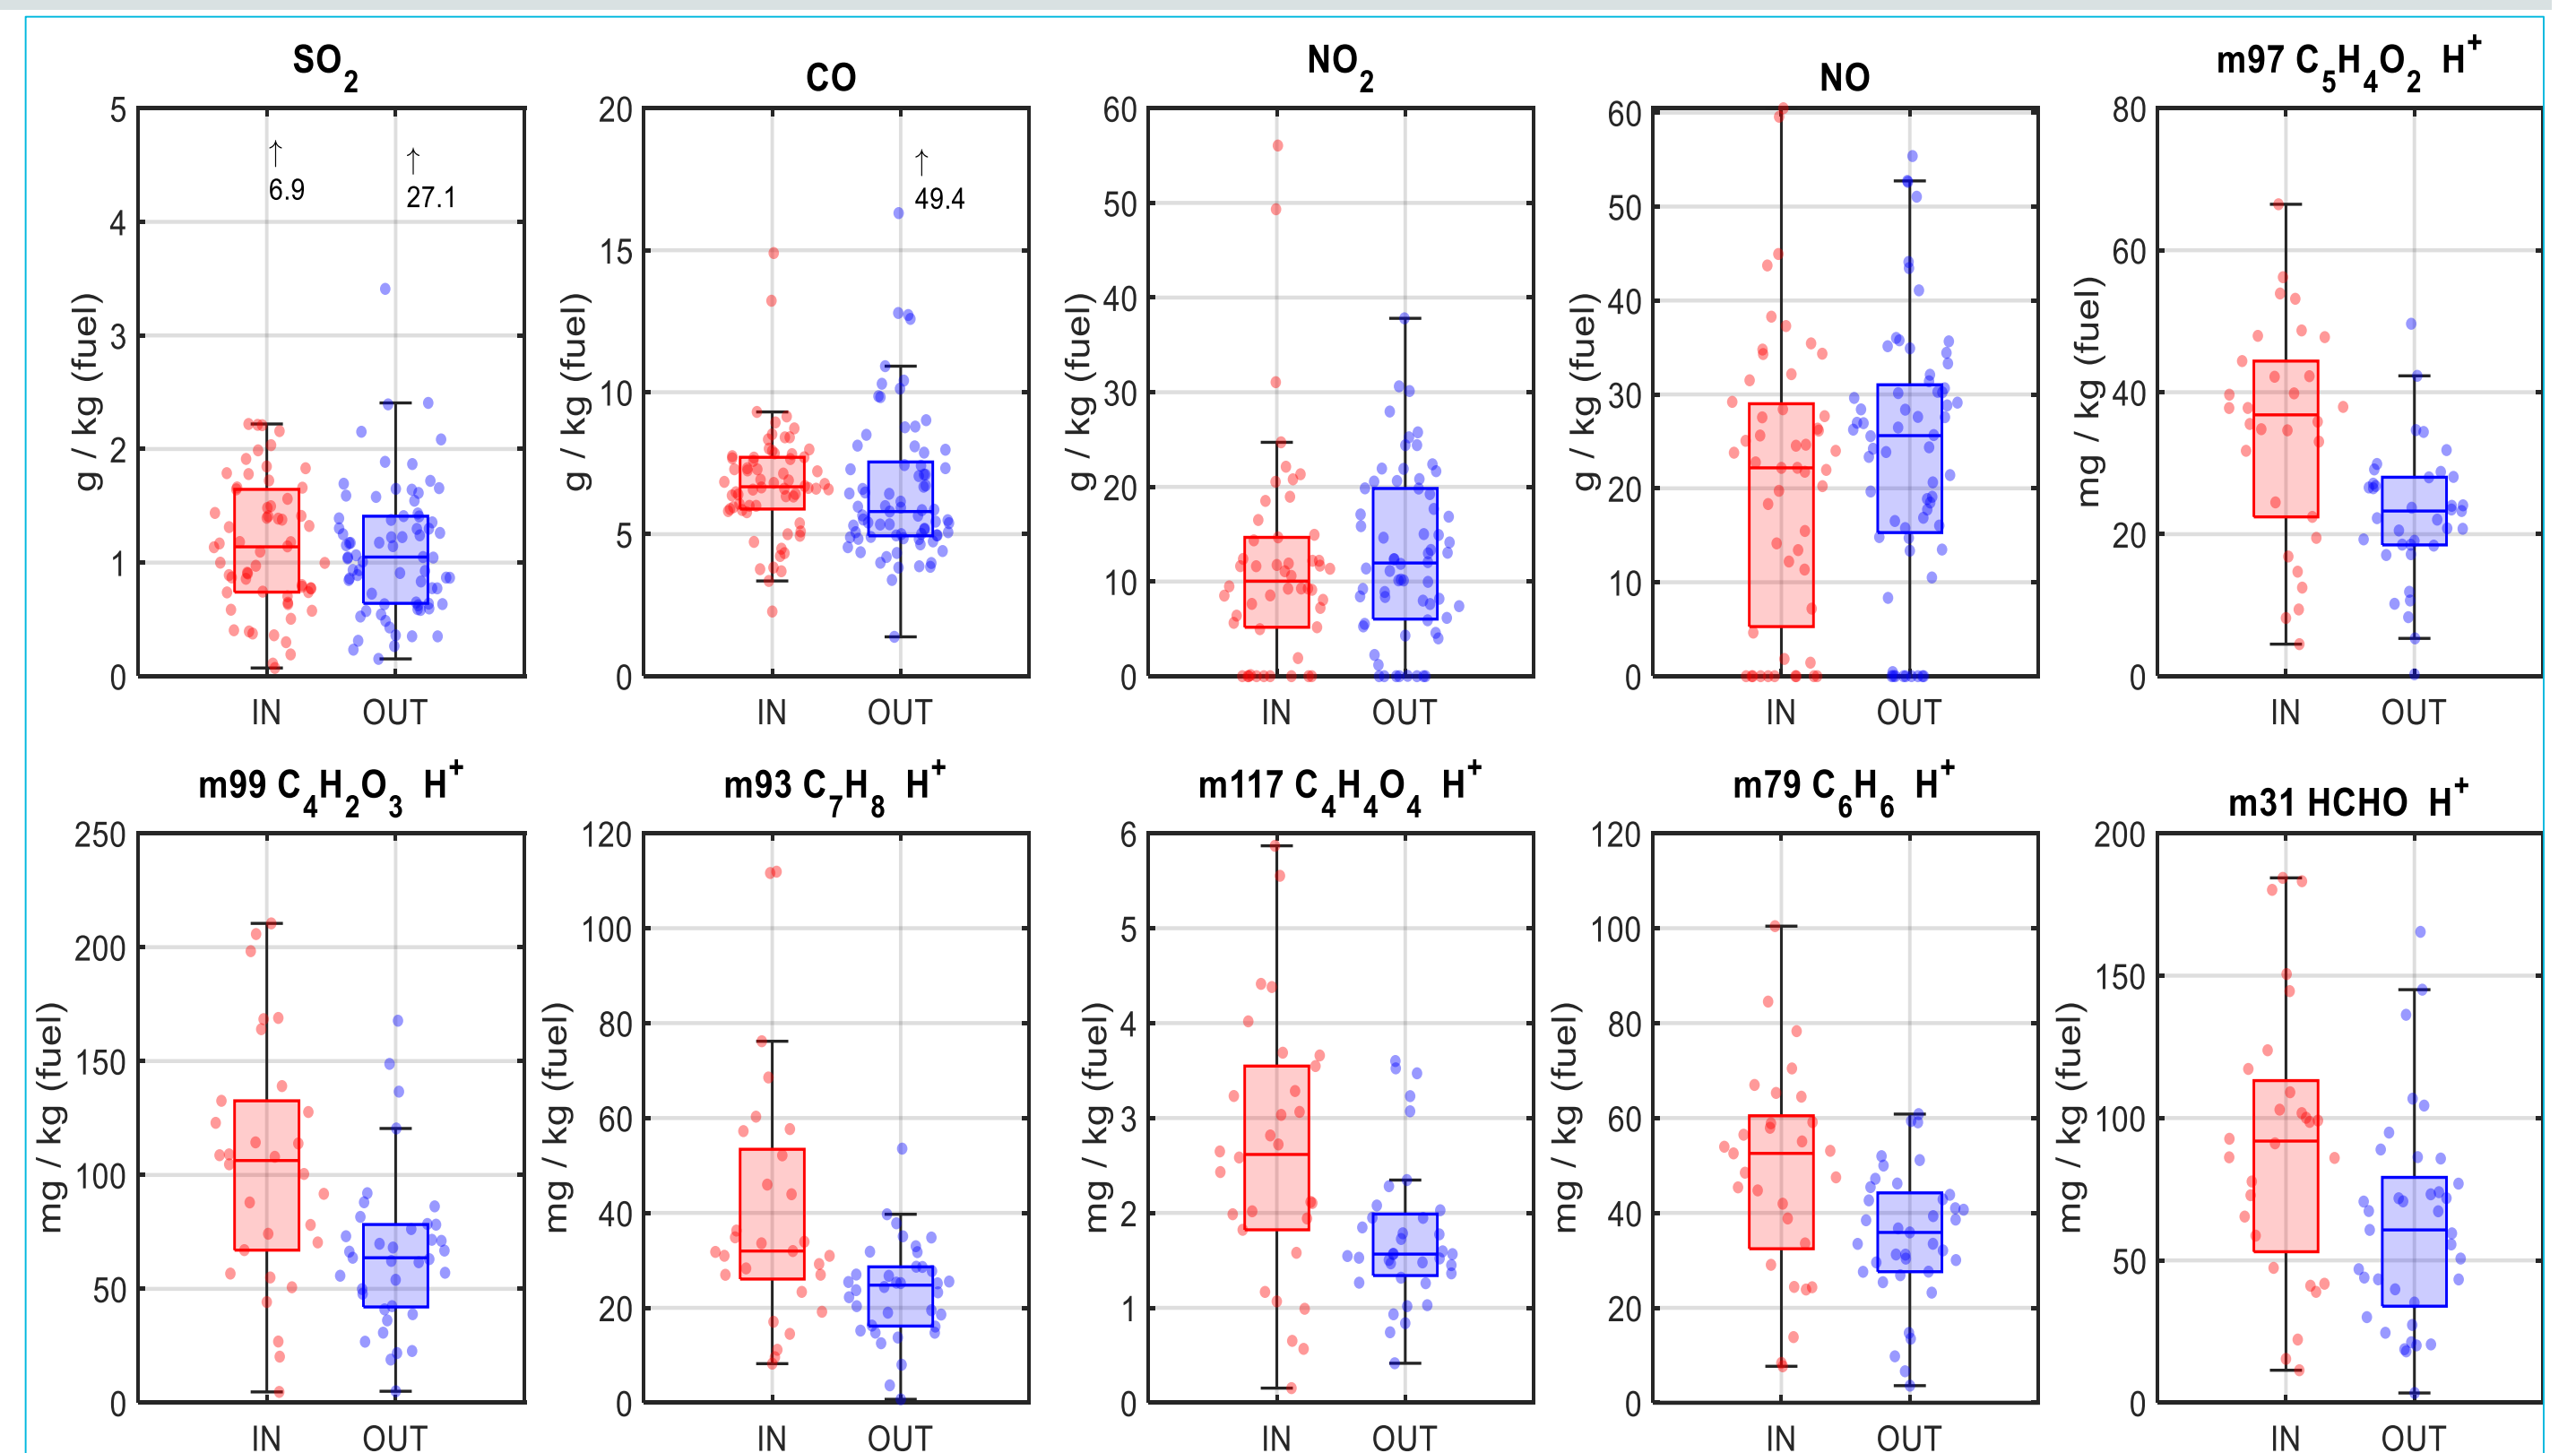 SO2
CO
NO2
NO
m97 C5H4O2 H+
g / kg (fuel)
5
4
3
2
1
0
↑
6.9
↑
27.1
IN
OUT
g / kg (fuel)
20
15
10
5
0
↑
49.4
IN
OUT
g / kg (fuel)
60
50
40
30
20
10
0
IN
OUT
g / kg (fuel)
60
50
40
30
20
10
0
IN
OUT
mg / kg (fuel)
80
60
40
20
0
IN
OUT
m99 C4H2O3 H+
m93 C7H8 H+
m117 C4H4O4 H+
m79 C6H6 H+
m31 HCHO H+
mg / kg (fuel)
250
200
150
100
50
0
IN
OUT
mg / kg (fuel)
120
100
80
60
40
20
0
IN
OUT
mg / kg (fuel)
6
5
4
3
2
1
0
IN
OUT
mg / kg (fuel)
120
100
80
60
40
20
0
IN
OUT
mg / kg (fuel)
200
150
100
50
0
IN
OUT